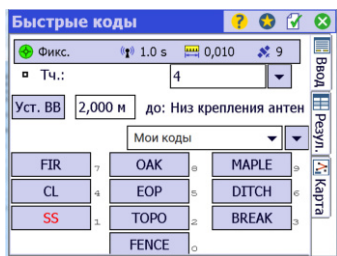 Быстрые коды
Фикс. 1.0 s 0,010 9
Тч.: 4
Уст. ВВ 2,000 м до: Низ крепления антен
Мои коды
FIR 7 OAK 8 MAPLE 9
CL 4 EOP 5 DITCH 6
SS 1 TOPO 2 BREAK 3
FENCE 0
Ввод
Резул.
Карта